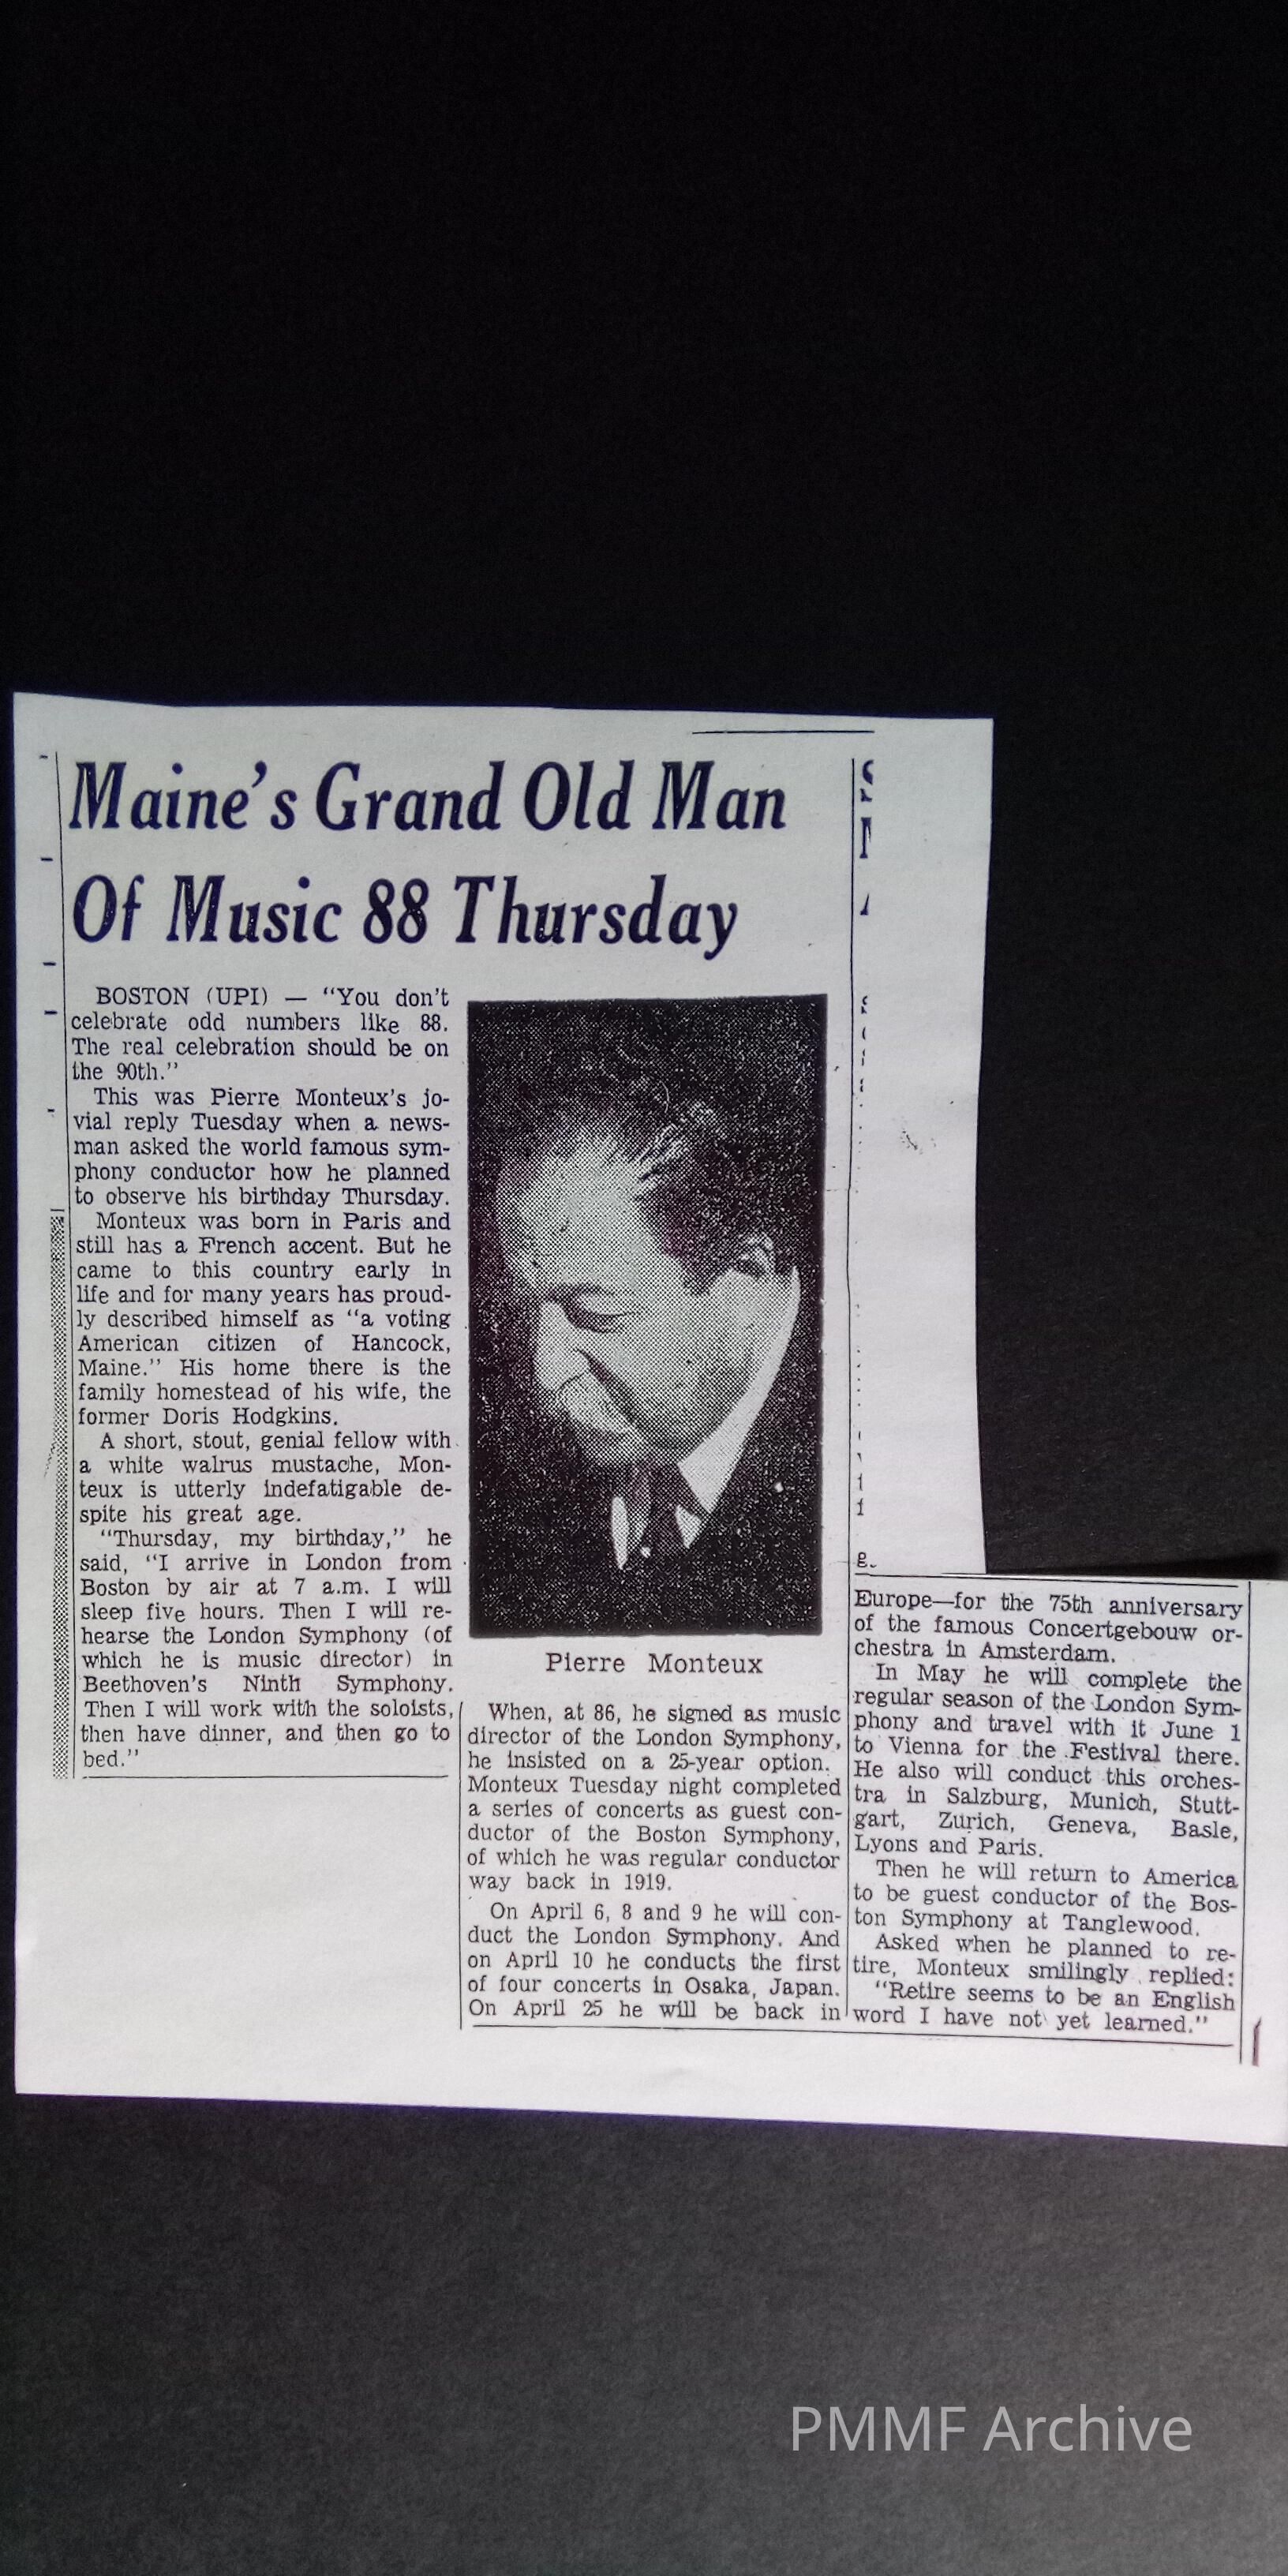 Maine's Grand Old Man
Of Music 88 Thursday
BOSTON (UPI) — "You don't
celebrate odd numbers like 88.
The real celebration should be on
the 90th."
This was Pierre Monteux's jo-
vial reply Tuesday when a news-
man asked the world famous sym-
phony conductor how he planned
to observe his birthday Thursday.
Monteux was born in Paris and
still has a French accent. But he
came to this country early in
life and for many years has proud-
ly described himself as "a voting
American citizen of Hancock,
Maine." His home there is the
family homestead of his wife, the
former Doris Hodgkins.
A short, stout, genial fellow with
a white walrus mustache, Mon-
teux is utterly indefatigable de-
spite his great age.
"Thursday, my birthday," he
said, "I arrive in London from
Boston by air at 7 a.m. I will
sleep five hours. Then I will re-
hearse the London Symphony (of
which he is music director) in
Beethoven's Ninth Symphony.
Then I will work with the soloists,
then have dinner, and then go to
bed."
Pierre Monteux
When, at 86, he signed as music
director of the London Symphony,
he insisted on a 25-year option.
Monteux Tuesday night completed
a series of concerts as guest con-
ductor of the Boston Symphony,
of which he was regular conductor
way back in 1919.
On April 6, 8 and 9 he will con-
duct the London Symphony. And
on April 10 he conducts the first
of four concerts in Osaka, Japan.
On April 25 he will be back in
Europe—for the 75th anniversary
of the famous Concertgebouw or-
chestra in Amsterdam.
In May he will complete the
regular season of the London Sym-
phony and travel with it June 1
to Vienna for the Festival there.
He also will conduct this orches-
tra in Salzburg, Munich, Stutt-
gart, Zurich, Geneva, Basle,
Lyons and Paris.
Then he will return to America
to be guest conductor of the Bos-
ton Symphony at Tanglewood.
Asked when he planned to re-
tire, Monteux smilingly replied:
"Retire seems to be an English
word I have not yet learned."
PMMF Archive